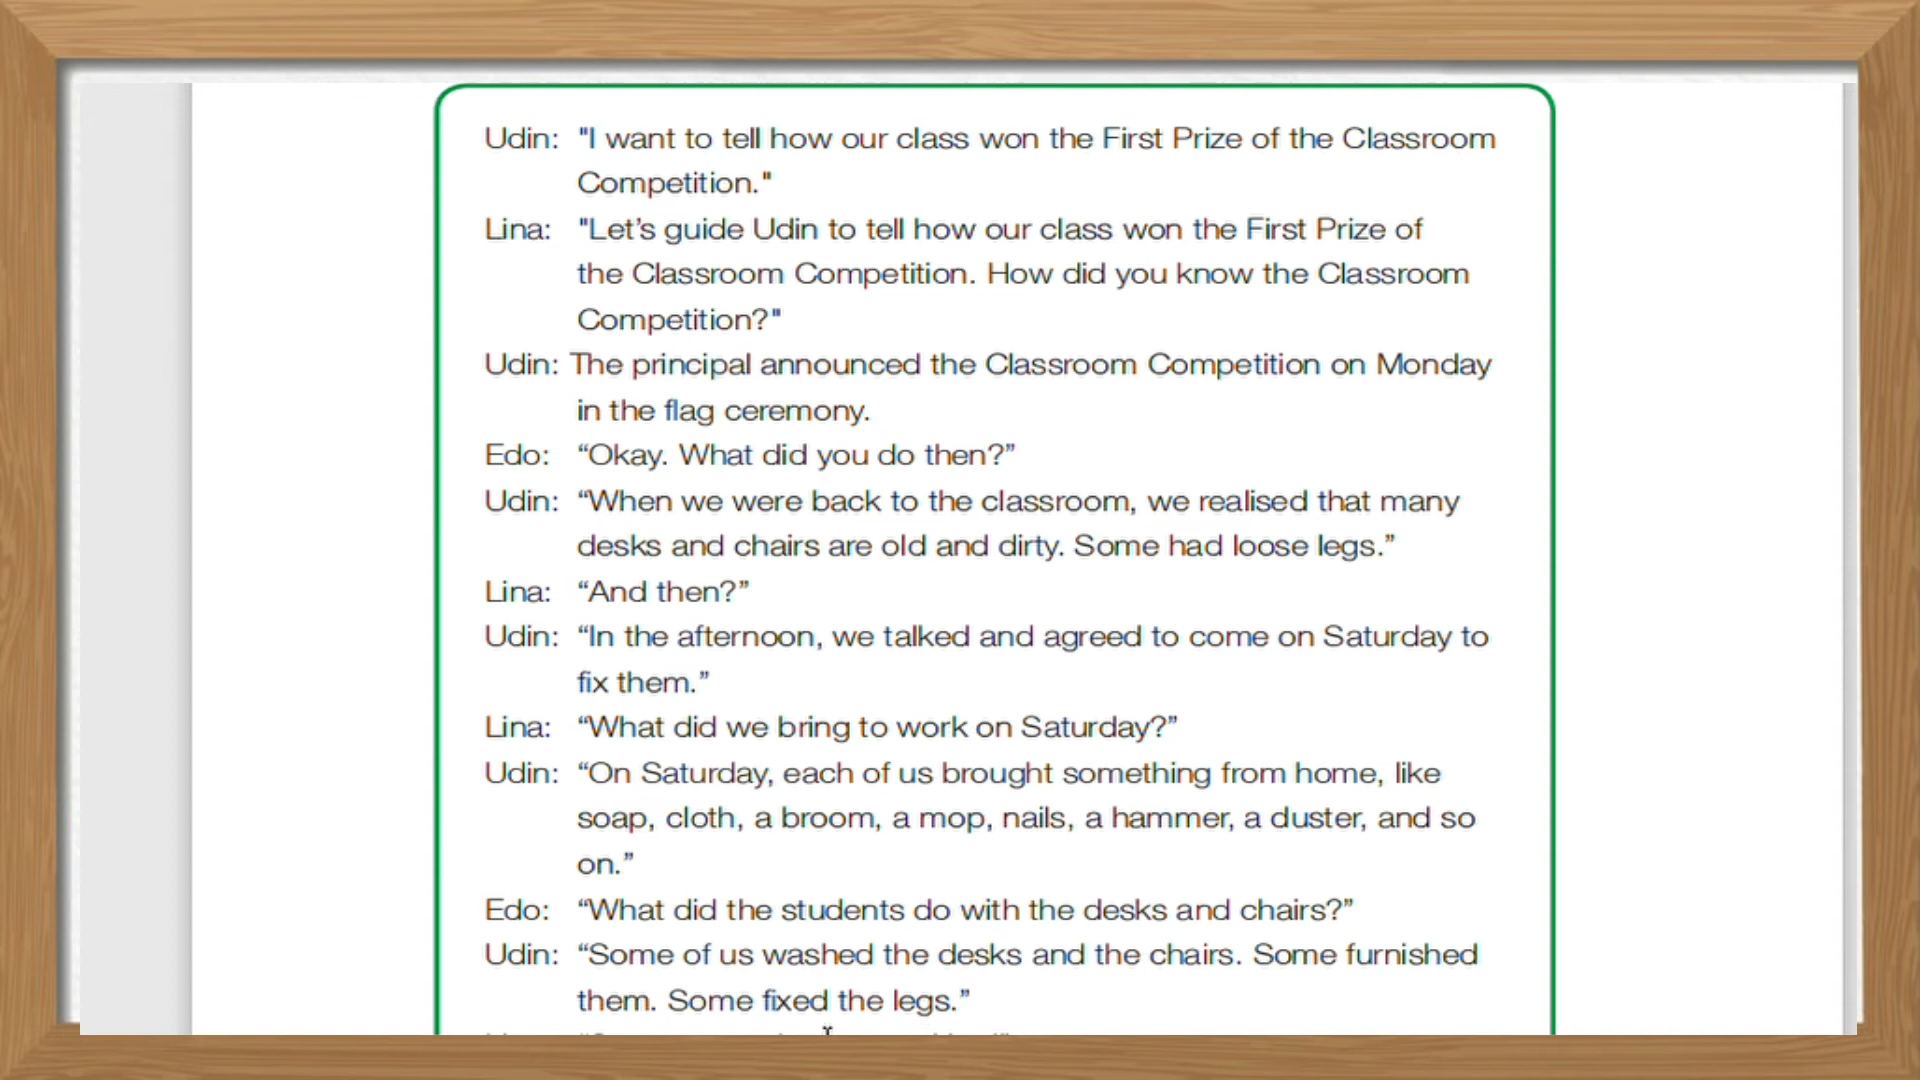 Udin: "I want to tell how our class won the First Prize of the Classroom
Competition."
Lina: "Let's guide Udin to tell how our class won the First Prize of
the Classroom Competition. How did you know the Classroom
Competition?"
Udin: The principal announced the Classroom Competition on Monday
in the flag ceremony.
Edo: “Okay. What did you do then?”
Udin: “When we were back to the classroom, we realised that many
desks and chairs are old and dirty. Some had loose legs.”
Lina: “And then?”
Udin: “In the afternoon, we talked and agreed to come on Saturday to
fix them.”
Lina: “What did we bring to work on Saturday?”
Udin: “On Saturday, each of us brought something from home, like
soap, cloth, a broom, a mop, nails, a hammer, a duster, and so
on.”
Edo: “What did the students do with the desks and chairs?”
Udin: “Some of us washed the desks and the chairs. Some furnished
them. Some fixed the legs.”